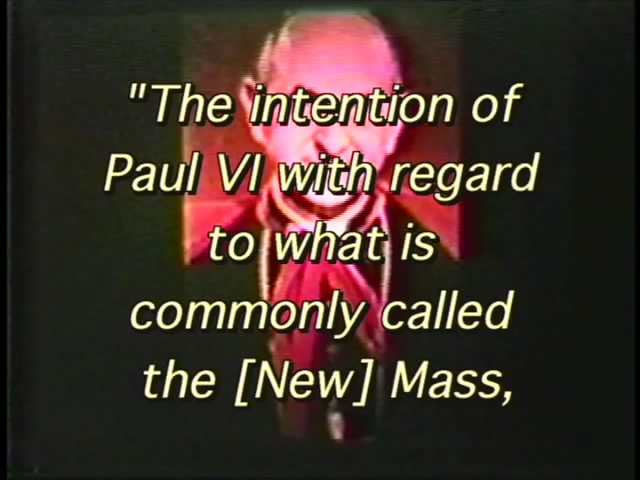 "The intention of
Paul VI with regard
to what is
commonly called
the [New] Mass,